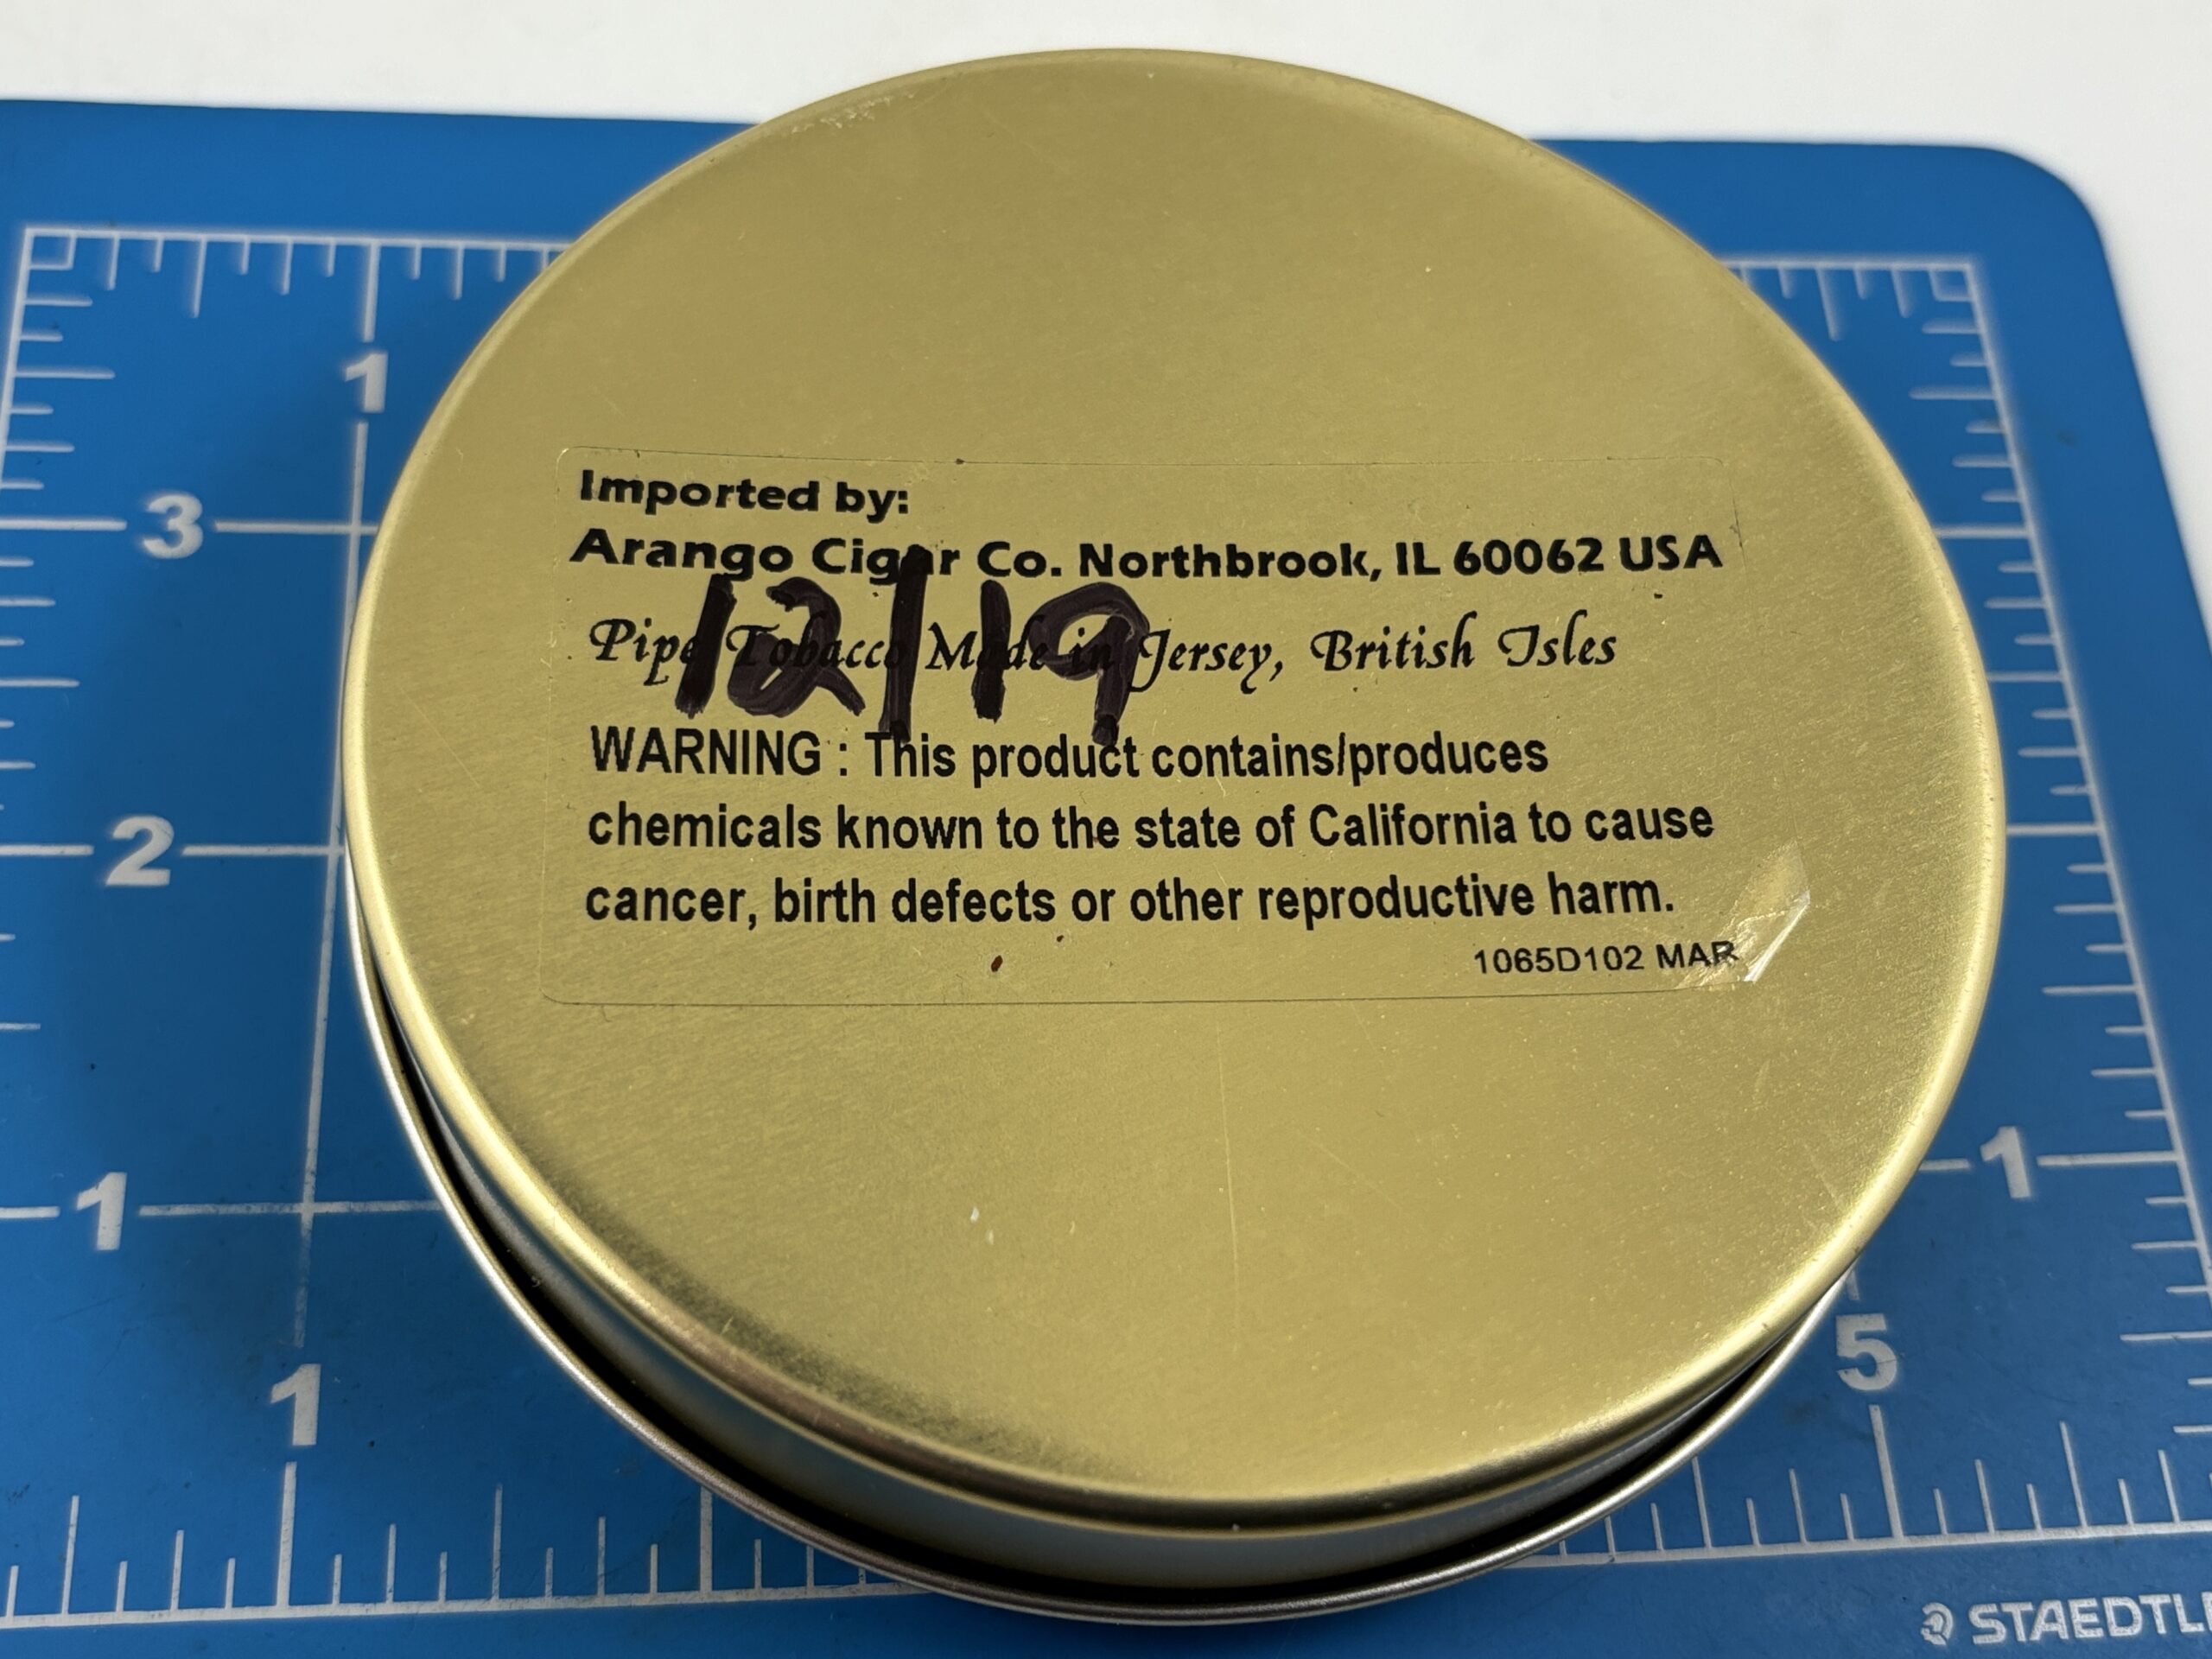 Imported by:
Arango Cigar Co. Northbrook, IL 60062 USA
12/19
Pipe Tobacco Made in Jersey, British Isles
WARNING : This product contains/produces
chemicals known to the state of California to cause
cancer, birth defects or other reproductive harm.
1065D102 MAR
1
3
2
1
1
1
5
STAEDTL